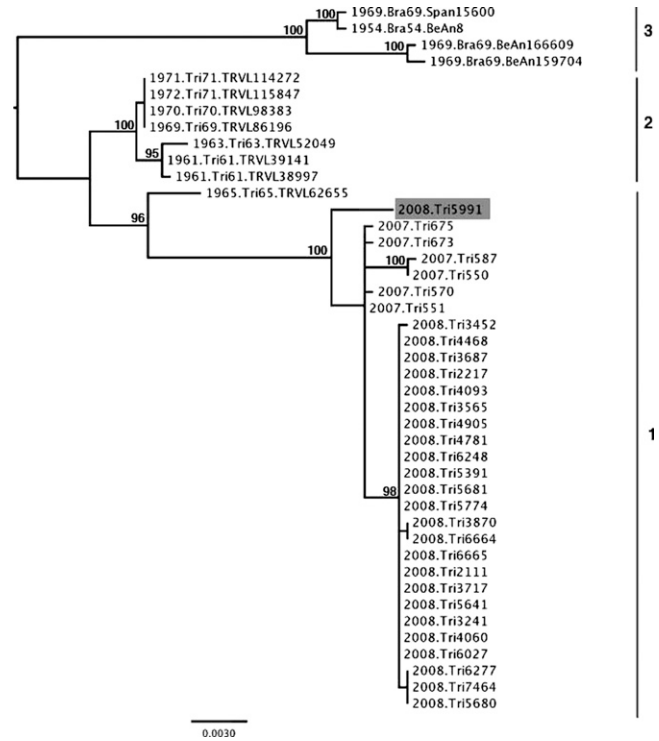 100
1969.Bra69.Span15600
1954.Bra54.BeAn8
3
100
100
1969.Bra69.BeAn166609
1969.Bra69.BeAn159704
1971.Tri71.TRVL114272
1972.Tri71.TRVL115847
1970.Tri70.TRVL98383
2
100
1969.Tri69.TRVL86196
1963.Tri63.TRVL52049
95
1961.Tri61.TRVL39141
1961.Tri61.TRVL38997
1965.Tri65.TRVL62655
96
2008.Tri5991
2007.Tri675
100
2007.Tri673
100
2007.Tri587
2007.Tri550
2007.Tri570
2007.Tri551
2008.Tri3452
2008.Tri4468
2008.Tri3687
2008.Tri2217
2008.Tri4093
2008.Tri3565
2008.Tri4905
1
2008.Tri4781
2008.Tri6248
2008.Tri5391
98
2008.Tri5681
2008.Tri5774
2008.Tri3870
2008.Tri6664
2008.Tri6665
2008.Tri2111
2008.Tri3717
2008.Tri5641
2008.Tri3241
2008.Tri4060
2008.Tri6027
2008.Tri6277
2008.Tri7464
2008.Tri5680
0.0030